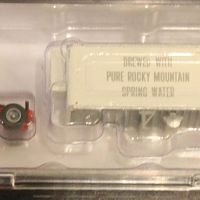 BREWED WITH
PURE ROCKY MOUNTAIN
SPRING WATER